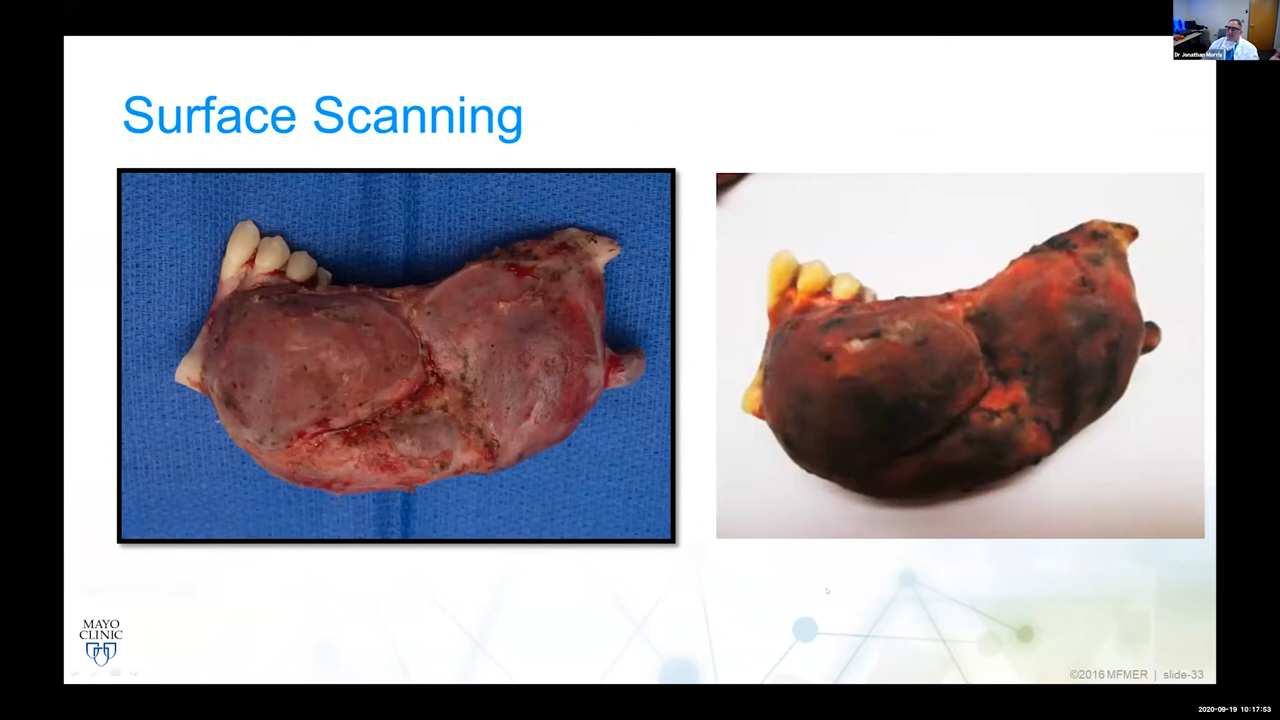 Dr Jonathan Morris
Surface Scanning
MAYO
CLINIC
©2016 MFMER | slide-33
2020-09-19 10:17:53